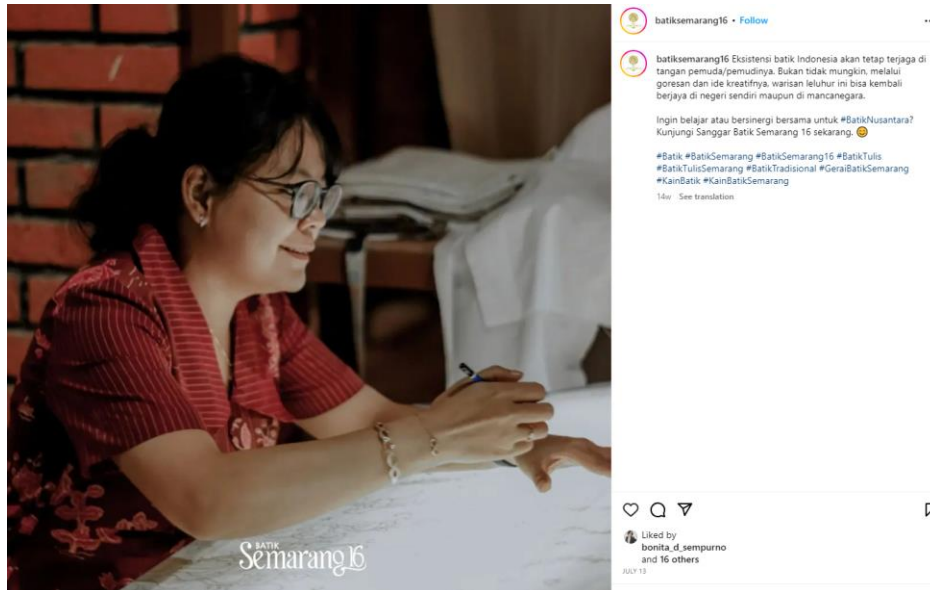 batiksemarang16 • Follow
batiksemarang16 Eksistensi batik Indonesia akan tetap terjaga di
tangan pemuda/pemudinya. Bukan tidak mungkin, melalui
goresan dan ide kreatifnya, warisan leluhur ini bisa kembali
berjaya di negeri sendiri maupun di mancanegara.
Ingin belajar atau bersinergi bersama untuk #BatikNusantara?
Kunjungi Sanggar Batik Semarang 16 sekarang. 😊
#Batik #BatikSemarang #BatikSemarang16 #BatikTulis
#BatikTulisSemarang #BatikTradisional #GeraiBatikSemarang
#KainBatik #KainBatikSemarang
14w See translation
BATIK
Semarang 16
Liked by
bonita_d_sempurno
and 16 others
JULY 13